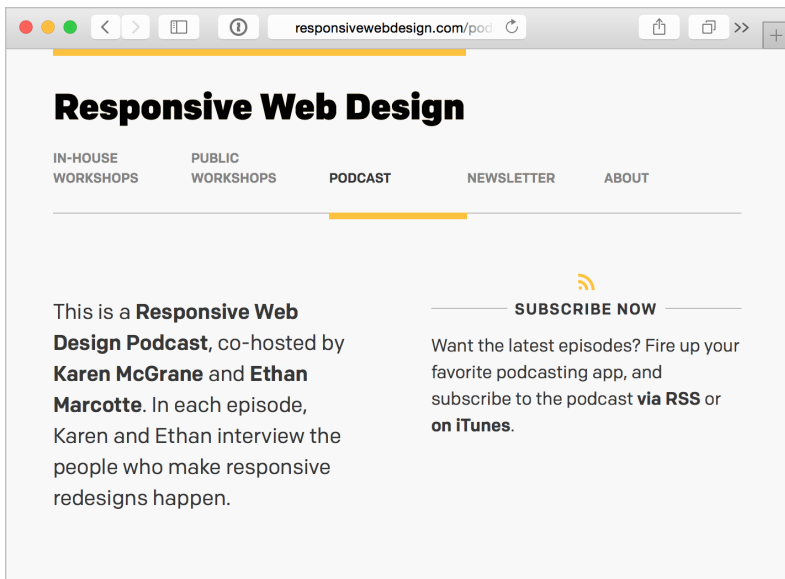 responsivewebdesign.com/pod
Responsive Web Design
IN-HOUSE
WORKSHOPS
PUBLIC
WORKSHOPS
PODCAST
NEWSLETTER
ABOUT
This is a Responsive Web
Design Podcast, co-hosted by
Karen McGrane and Ethan
Marcotte. In each episode,
Karen and Ethan interview the
people who make responsive
redesigns happen.
SUBSCRIBE NOW
Want the latest episodes? Fire up your
favorite podcasting app, and
subscribe to the podcast via RSS or
on iTunes.